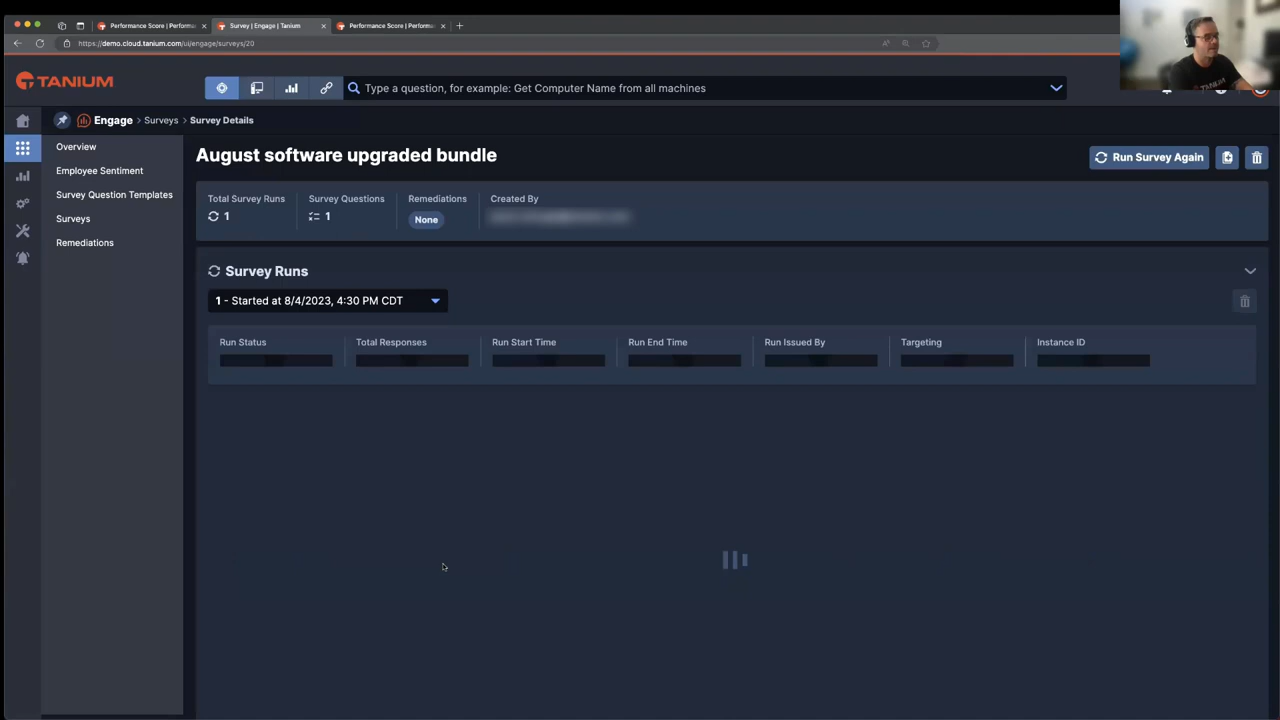 Performance Score | Performa
Survey | Engage | Tanium
Performance Score | Performan
https://demo.cloud.tanium.com/ui/engage/surveys/20
TANIUM
Type a question, for example: Get Computer Name from all machines
Engage > Surveys > Survey Details
Overview
Employee Sentiment
Survey Question Templates
Surveys
Remediations
August software upgraded bundle
Run Survey Again
Total Survey Runs
1
Survey Questions
1
Remediations
None
Created By
Survey Runs
1 - Started at 8/4/2023, 4:30 PM CDT
Run Status
Total Responses
Run Start Time
Run End Time
Run Issued By
Targeting
Instance ID